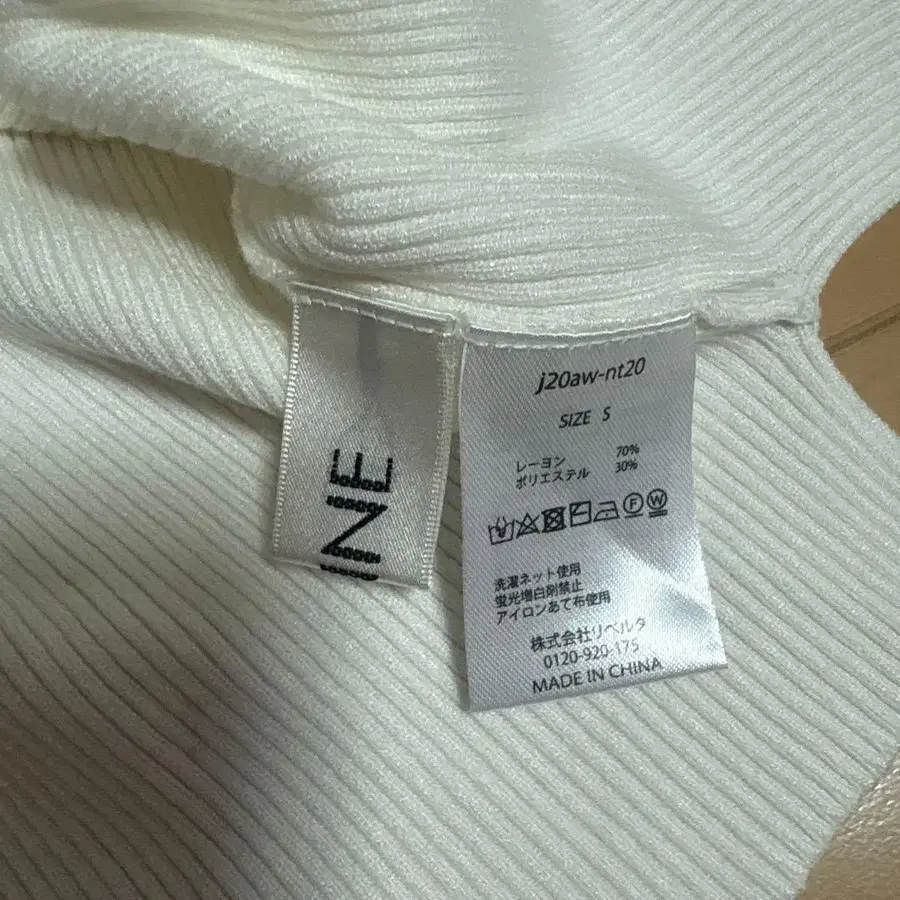 INE
j20aw-nt20
SIZE S
レーヨン 70%
ポリエステル 30%
F W
洗濯ネット使用
蛍光増白剤禁止
アイロンあて布使用
株式会社リベルタ
0120-920-175
MADE IN CHINA